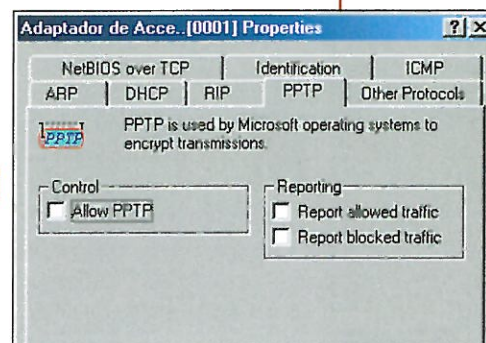 Adaptador de Acce..[0001] Properties
NetBIOS over TCP Identification ICMP
ARP DHCP RIP PPTP Other Protocols
PPTP
PPTP is used by Microsoft operating systems to
encrypt transmissions.
Control
Allow PPTP
Reporting
Report allowed traffic
Report blocked traffic